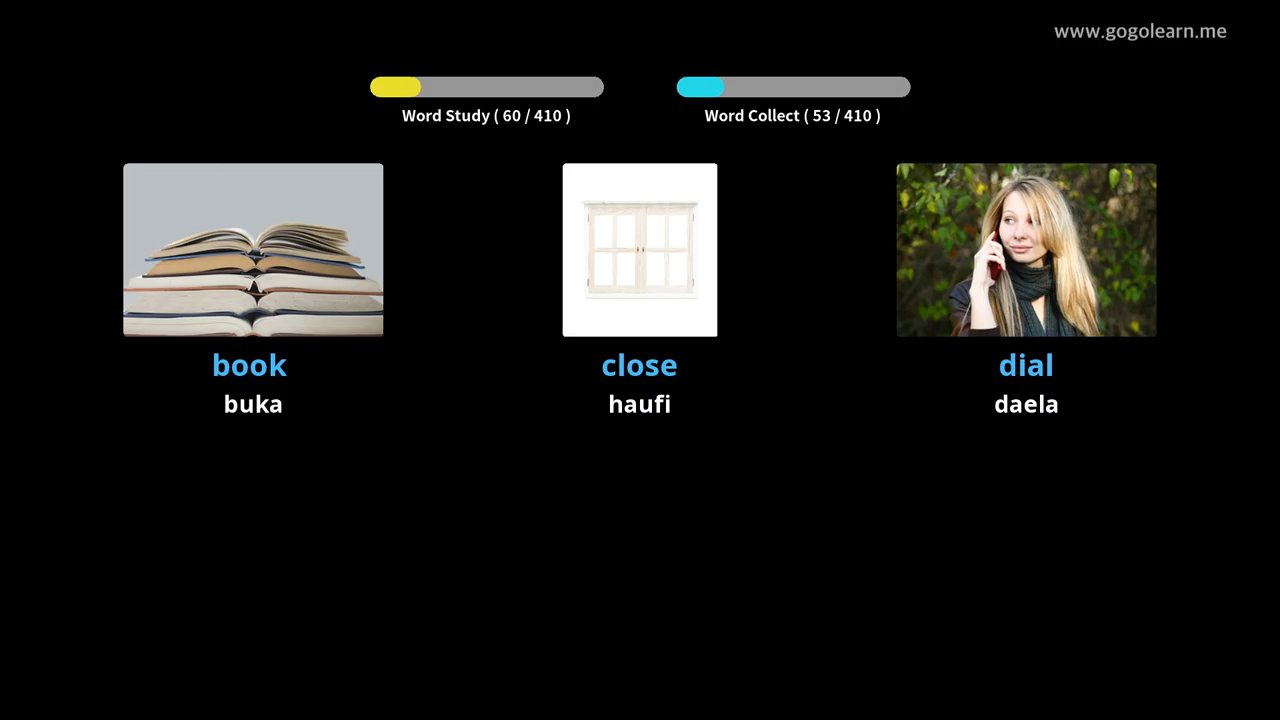 www.gogolearn.me
Word Study ( 60 / 410 )
Word Collect ( 53 / 410 )
book
close
dial
buka
haufi
daela